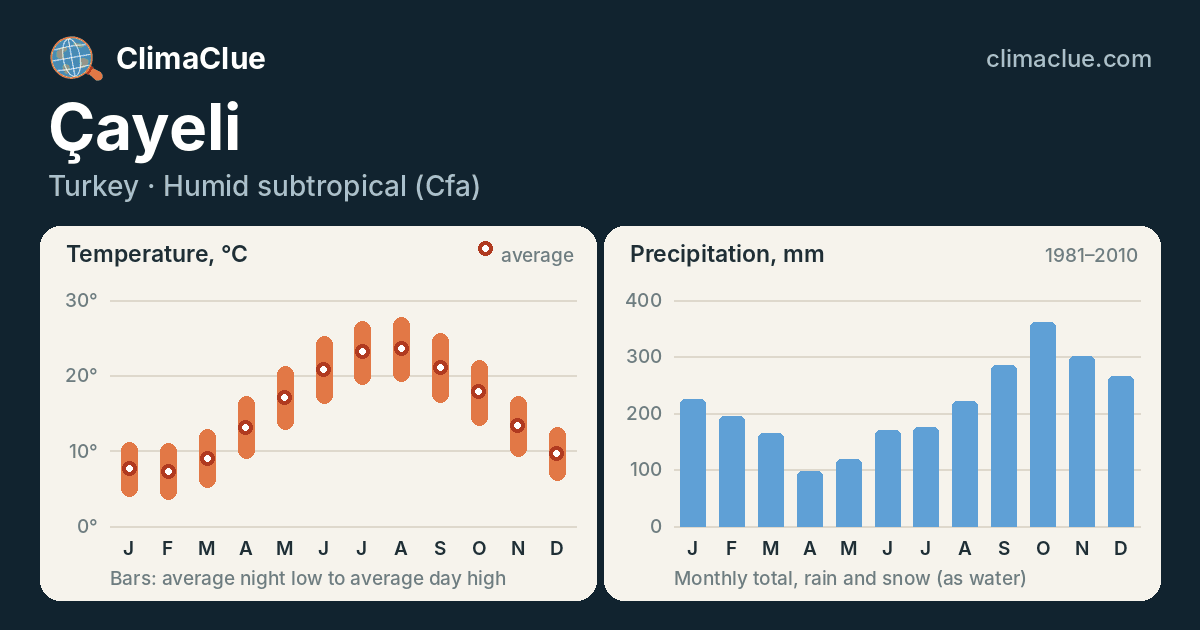 ClimaClue
climaclue.com
Çayeli
Turkey · Humid subtropical (Cfa)
Temperature, °C
average
30°
20°
10°
0°
J F M A M J J A S O N D
Bars: average night low to average day high
Precipitation, mm
1981–2010
400
300
200
100
0
J F M A M J J A S O N D
Monthly total, rain and snow (as water)